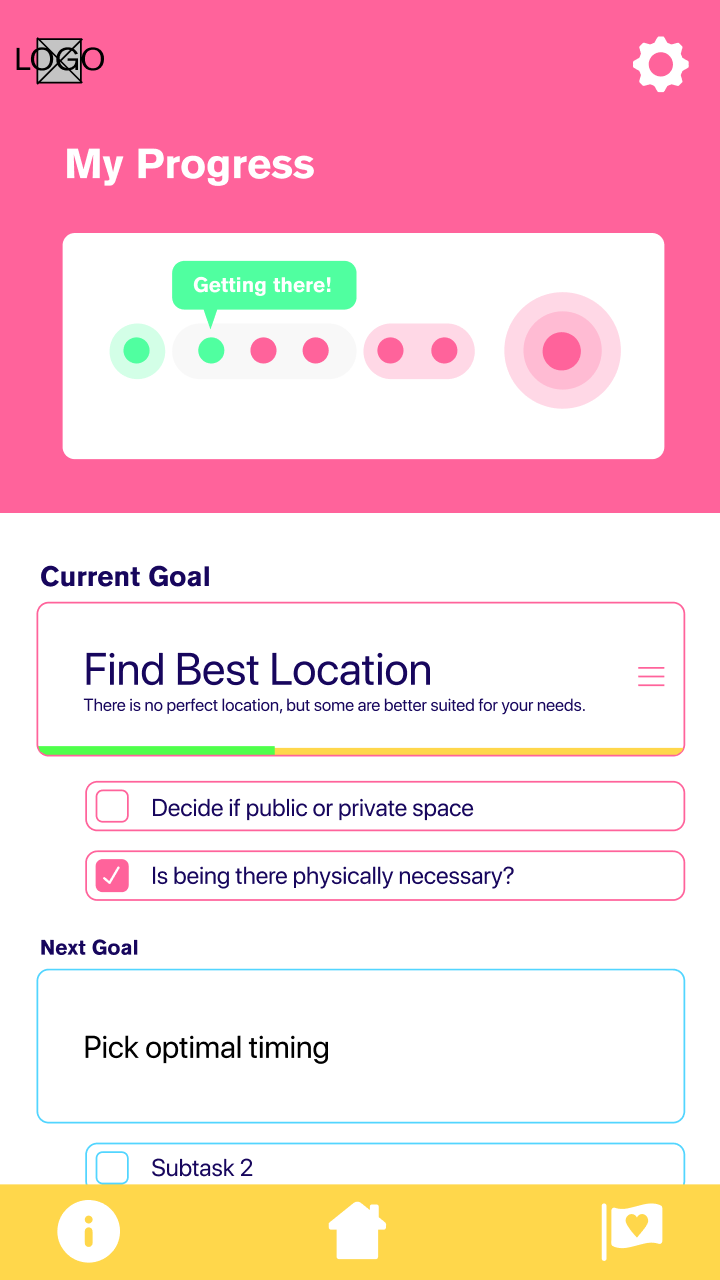 LOGO
My Progress
Getting there!
Current Goal
Find Best Location
There is no perfect location, but some are better suited for your needs.
Decide if public or private space
Is being there physically necessary?
Next Goal
Pick optimal timing
Subtask 2